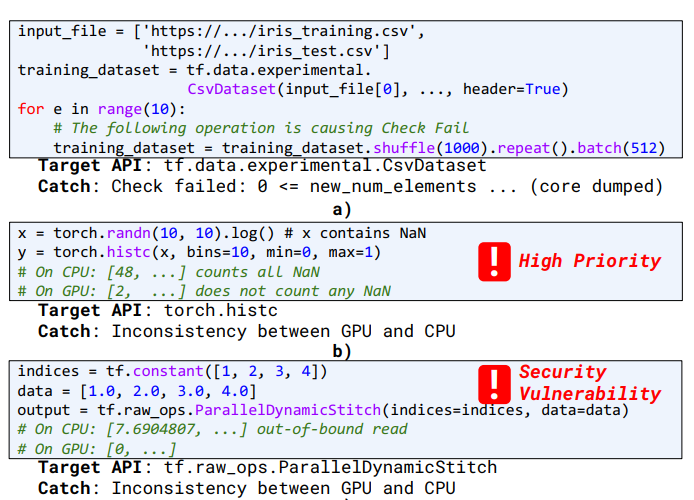 input_file = ['https://.../iris_training.csv',
'https://.../iris_test.csv']
training_dataset = tf.data.experimental.
CsvDataset(input_file[0], ..., header=True)
for e in range(10):
# The following operation is causing Check Fail
training_dataset = training_dataset.shuffle(1000).repeat().batch(512)
Target API: tf.data.experimental.CsvDataset
Catch: Check failed: 0 <= new_num_elements ... (core dumped)
a)
x = torch.randn(10, 10).log() # x contains NaN
y = torch.histc(x, bins=10, min=0, max=1)
# On CPU: [48, ...] counts all NaN
# On GPU: [2, ...] does not count any NaN
! High Priority
Target API: torch.histc
Catch: Inconsistency between GPU and CPU
b)
indices = tf.constant([1, 2, 3, 4])
data = [1.0, 2.0, 3.0, 4.0]
! Security
Vulnerability
output = tf.raw_ops.ParallelDynamicStitch(indices=indices, data=data)
# On CPU: [7.6904807, ...] out-of-bound read
# On GPU: [0, ...]
Target API: tf.raw_ops.ParallelDynamicStitch
Catch: Inconsistency between GPU and CPU